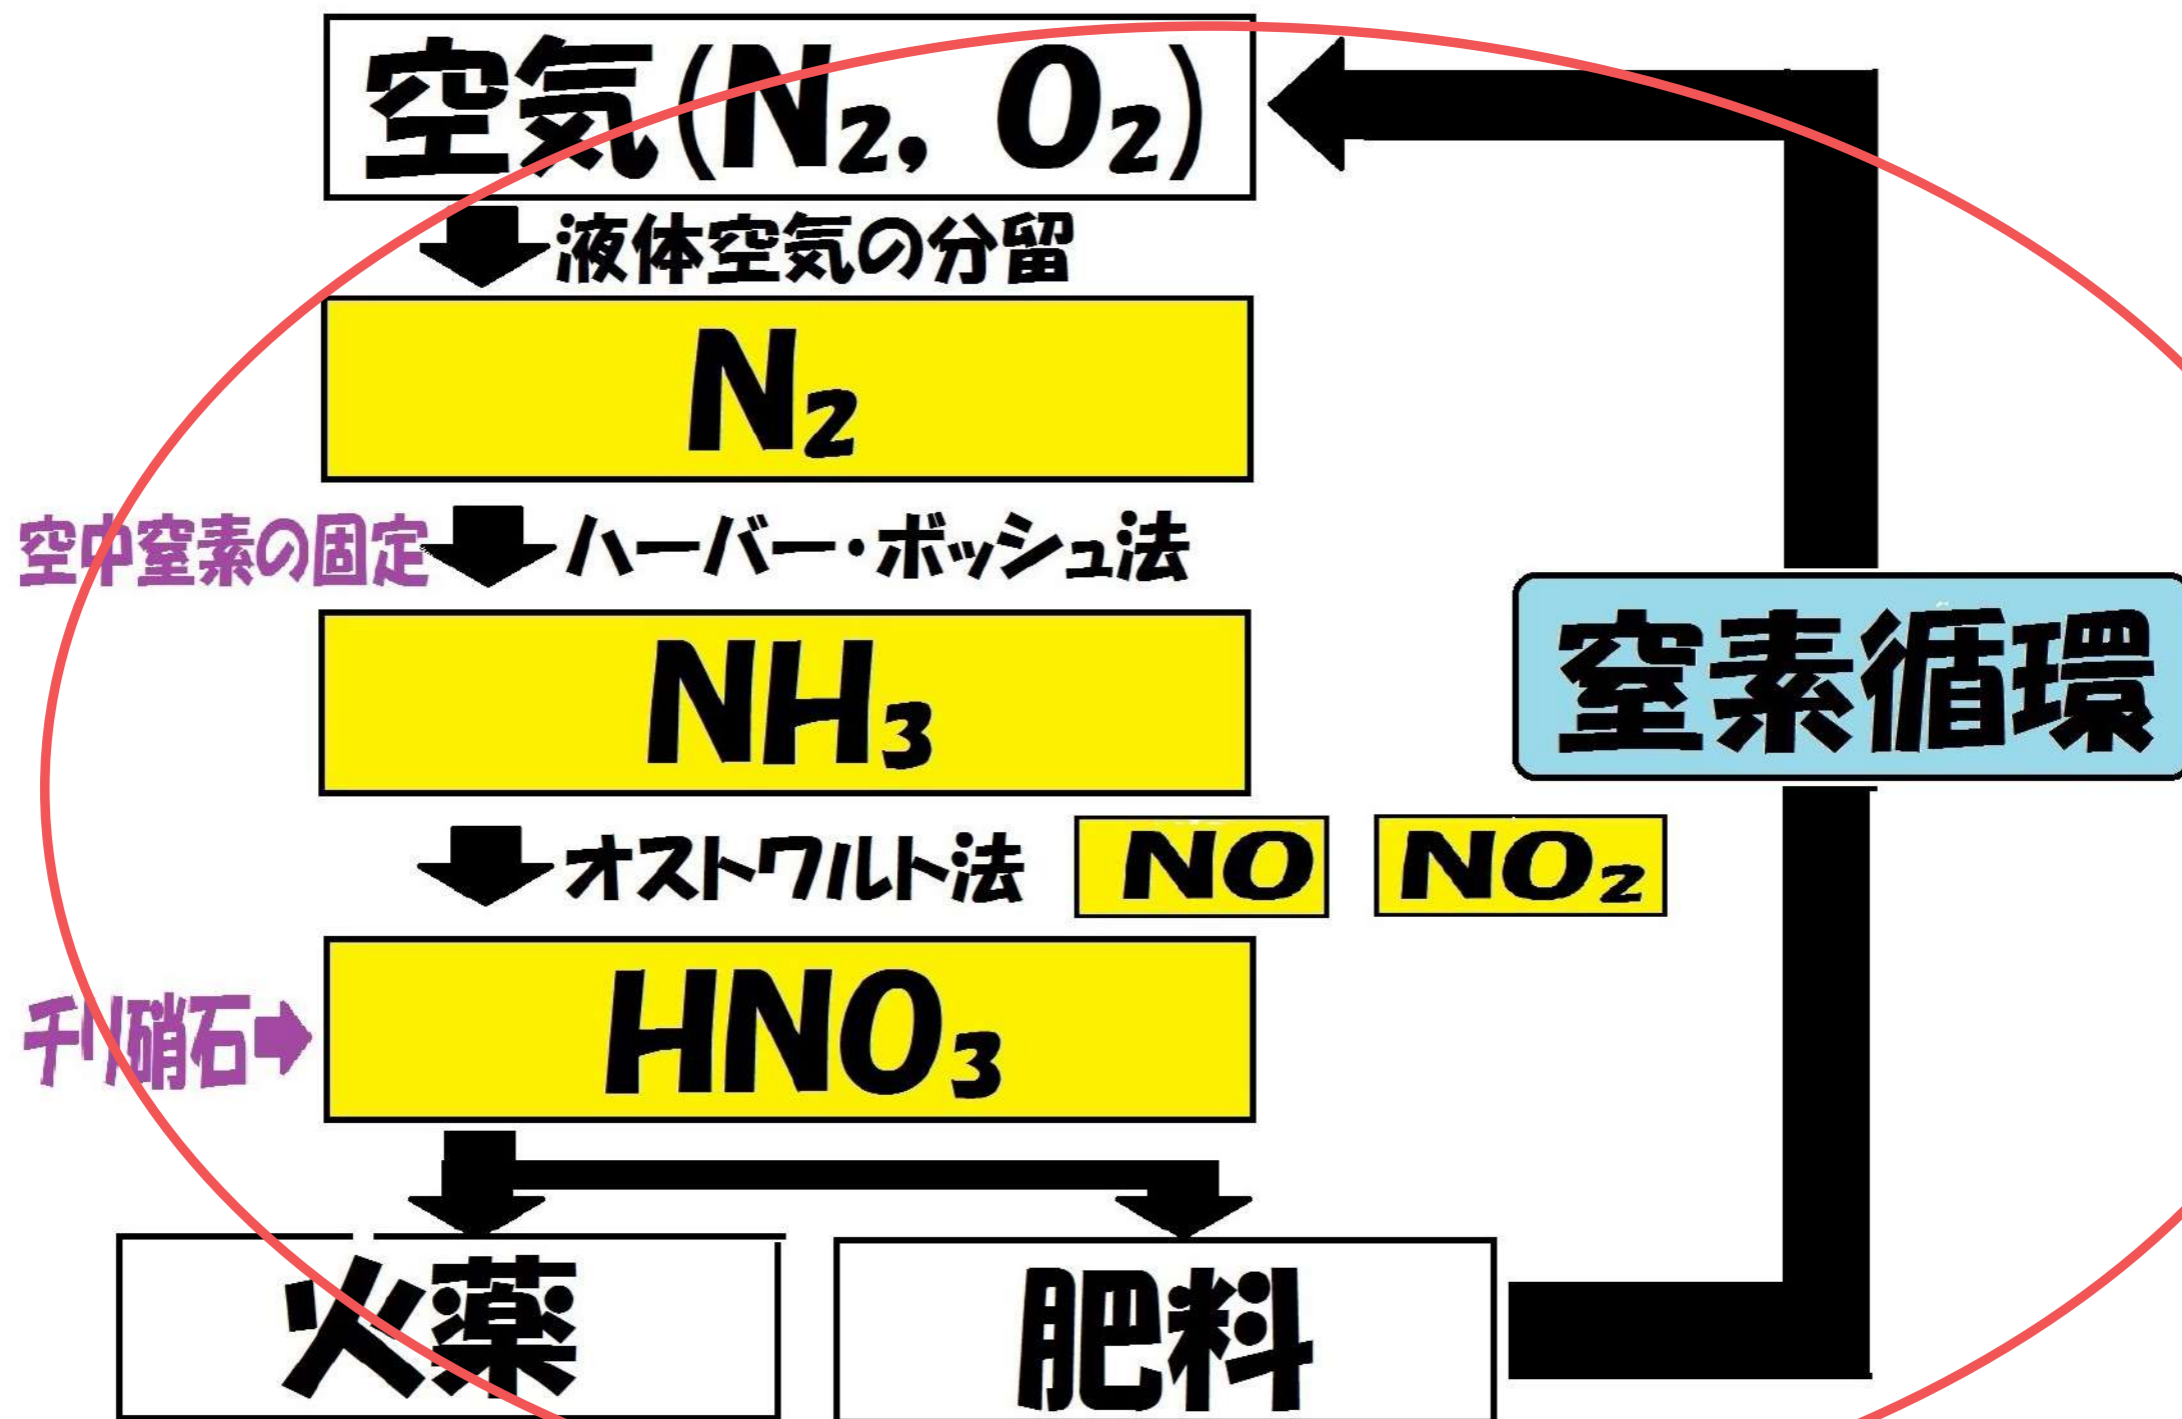 空気(N₂, O₂)
液体空気の分留
N₂
空中窒素の固定
ハーバー・ボッシュ法
NH₃
窒素循環
オストワルト法
NO
NO₂
チリ硝石
HNO₃
火薬
肥料